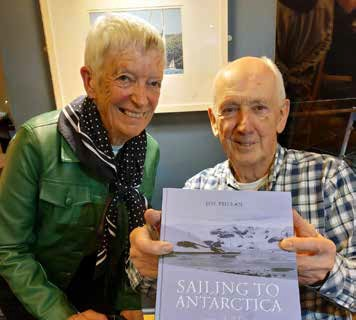 JOE PHELAN
SAILING TO
ANTARCTICA